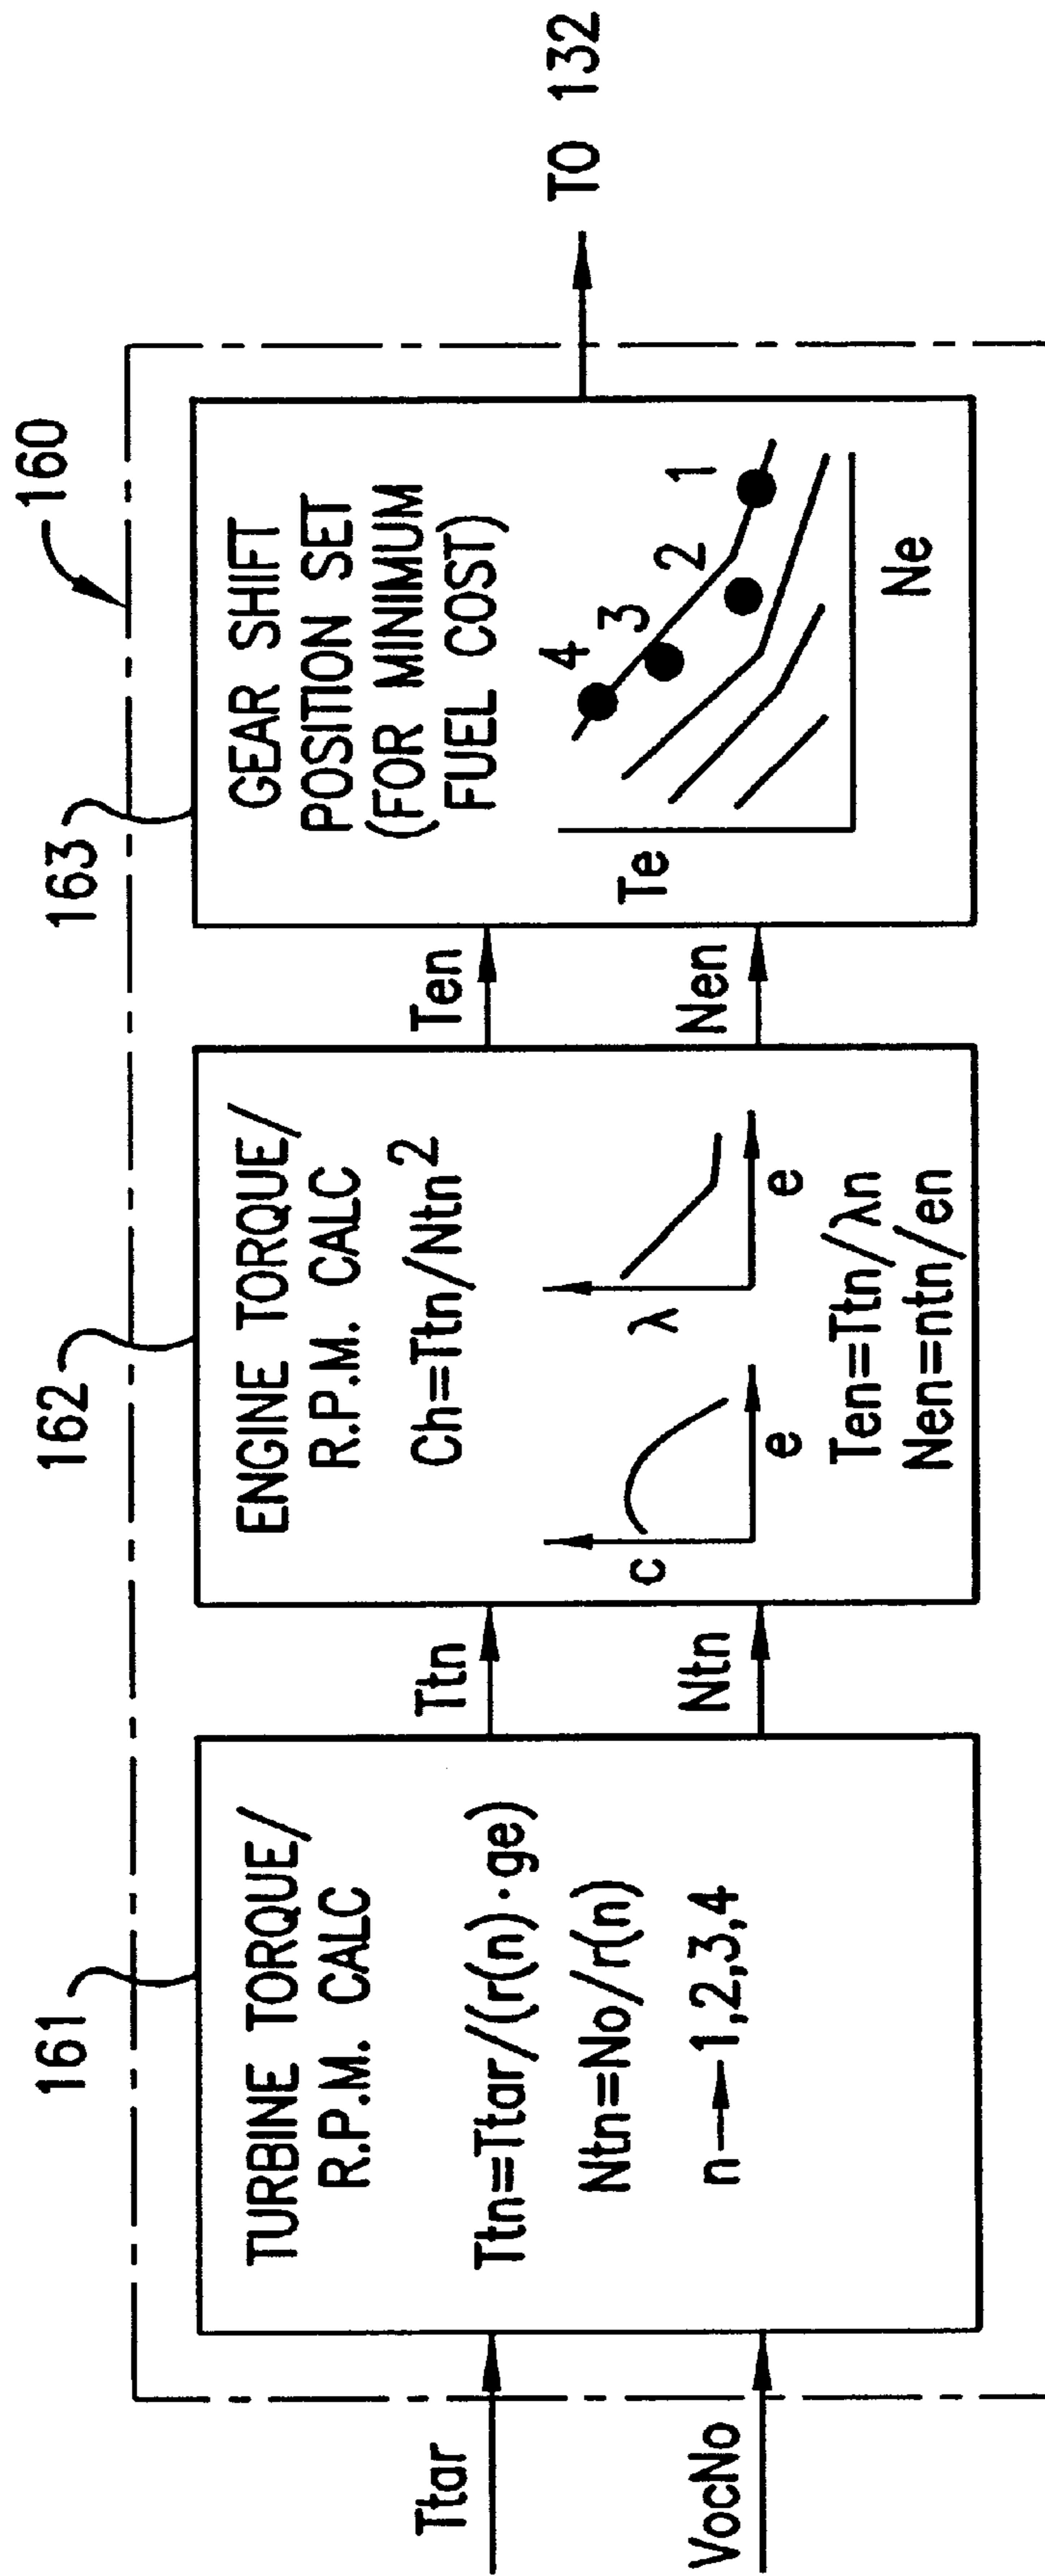 160
161
TURBINE TORQUE/
R.P.M. CALC
Ttn=Ttar/(r(n)·ge)
Ntn=No/r(n)
n→1,2,3,4
Ttar
VocNo
Ttn
Ntn
162
ENGINE TORQUE/
R.P.M. CALC
Ch=Ttn/Ntn²
c
e
λ
e
Ten=Ttn/λn
Nen=ntn/en
Ten
Nen
163
GEAR SHIFT
POSITION SET
(FOR MINIMUM
FUEL COST)
Te
4
3
2
1
Ne
TO 132